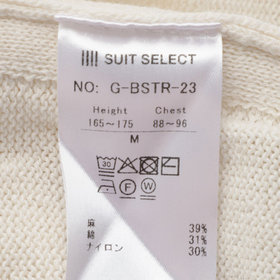 SUIT SELECT
NO: G-BSTR-23
Height Chest
165～175 88～96
M
30
F W
麻 39%
綿 31%
ナイロン 30%